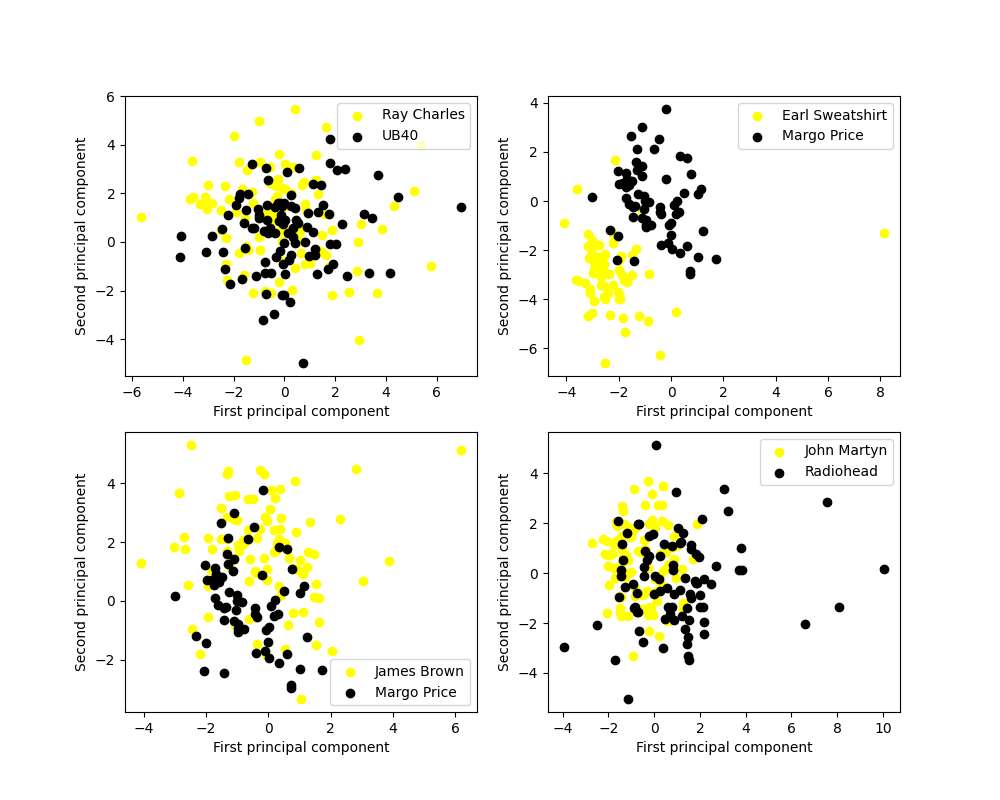 6
4
2
0
−2
−4
Second principal component
−6 −4 −2 0 2 4 6
First principal component
Ray Charles
UB40
4
2
0
−2
−4
−6
Second principal component
−4 −2 0 2 4 6 8
First principal component
Earl Sweatshirt
Margo Price
4
2
0
−2
Second principal component
−4 −2 0 2 4 6
First principal component
James Brown
Margo Price
4
2
0
−2
−4
Second principal component
−4 −2 0 2 4 6 8 10
First principal component
John Martyn
Radiohead